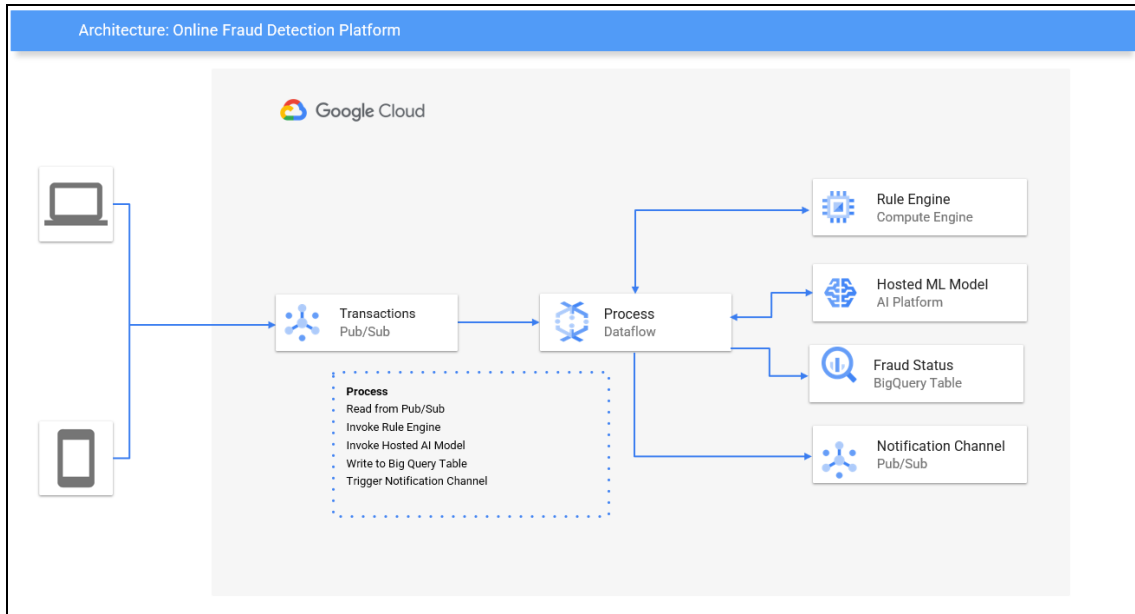 Architecture: Online Fraud Detection Platform
Google Cloud
Rule Engine
Compute Engine
Hosted ML Model
AI Platform
Transactions
Pub/Sub
Process
Dataflow
Fraud Status
BigQuery Table
Process
Read from Pub/Sub
Invoke Rule Engine
Invoke Hosted AI Model
Write to Big Query Table
Trigger Notification Channel
Notification Channel
Pub/Sub